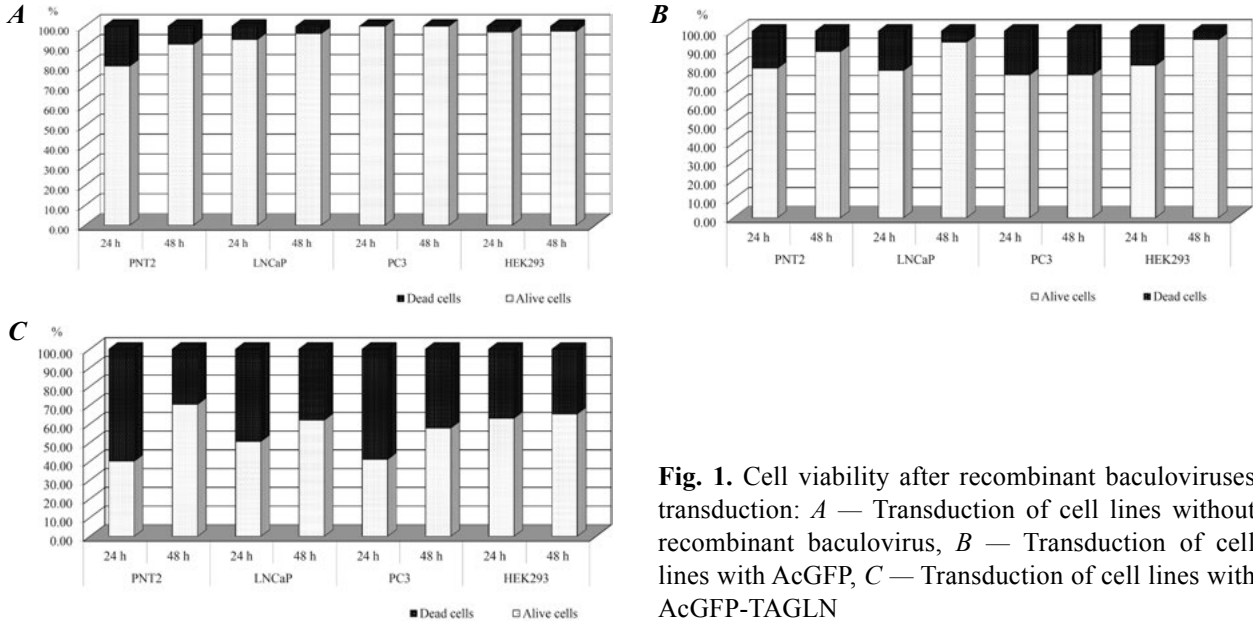 A
%
100.00
90.00
80.00
70.00
60.00
50.00
40.00
30.00
20.00
10.00
0.00
24 h 48 h 24 h 48 h 24 h 48 h 24 h 48 h
PNT2 LNCaP PC3 HEK293
Dead cells Alive cells
B
%
100.00
90.00
80.00
70.00
60.00
50.00
40.00
30.00
20.00
10.00
0.00
24 h 48 h 24 h 48 h 24 h 48 h 24 h 48 h
PNT2 LNCaP PC3 HEK293
Alive cells Dead cells
C
%
100.00
90.00
80.00
70.00
60.00
50.00
40.00
30.00
20.00
10.00
0.00
24 h 48 h 24 h 48 h 24 h 48 h 24 h 48 h
PNT2 LNCaP PC3 HEK293
Dead cells Alive cells
Fig. 1. Cell viability after recombinant baculoviruses
transduction: A — Transduction of cell lines without
recombinant baculovirus, B — Transduction of cell
lines with AcGFP, C — Transduction of cell lines with
AcGFP-TAGLN